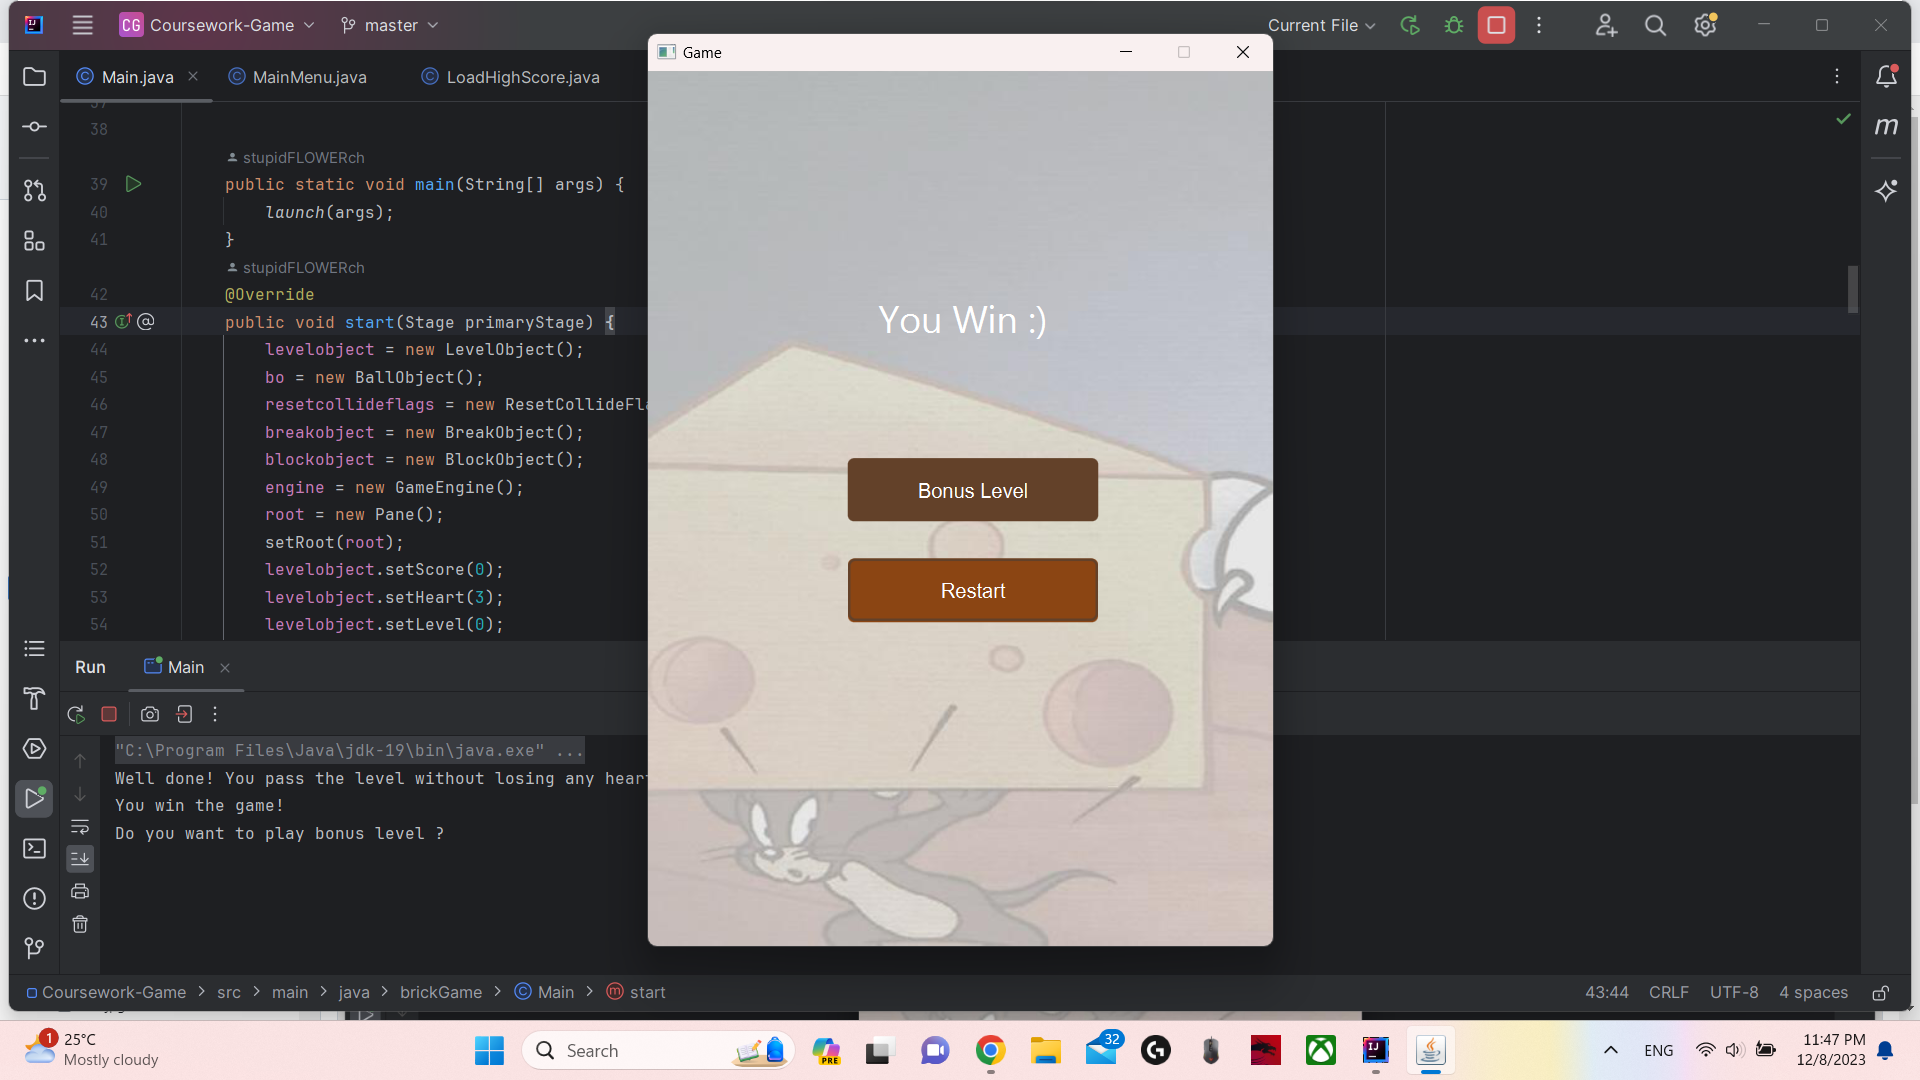 CG Coursework-Game master Current File
Main.java MainMenu.java LoadHighScore.java
m
37
38
stupidFLOWERch
39 public static void main(String[] args) {
40 launch(args);
41 }
stupidFLOWERch
42 @Override
43 public void start(Stage primaryStage) {
44 levelobject = new LevelObject();
45 bo = new BallObject();
46 resetcollideflags = new ResetCollideFla
47 breakobject = new BreakObject();
48 blockobject = new BlockObject();
49 engine = new GameEngine();
50 root = new Pane();
51 setRoot(root);
52 levelobject.setScore(0);
53 levelobject.setHeart(3);
54 levelobject.setLevel(0);
Game
You Win :)
Bonus Level
Restart
Run Main
"C:\Program Files\Java\jdk-19\bin\java.exe" ...
Well done! You pass the level without losing any hear
You win the game!
Do you want to play bonus level ?
Coursework-Game > src > main > java > brickGame > Main > start
43:44 CRLF UTF-8 4 spaces
1
25°C
Mostly cloudy
Search
PRE
32
ENG
11:47 PM
12/8/2023